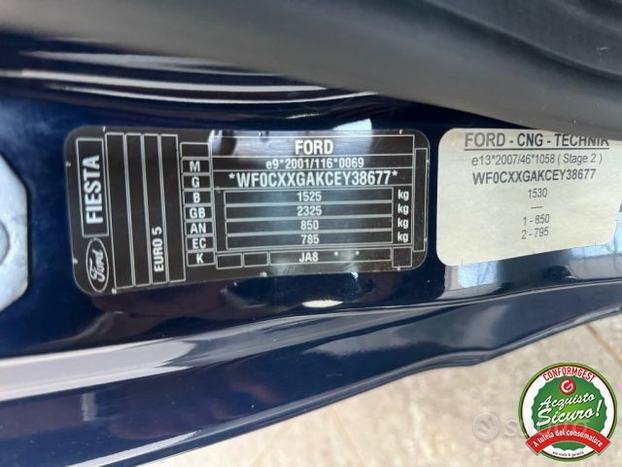 FORD
M e9*2001/116*0069
G *WF0CXXGAKCEY38677*
B 1525 kg
GB 2325 kg
AN 850 kg
EC 785 kg
K JA8
FIESTA
EURO 5
Ford
FORD - CNG - TECHNIK
e13*2007/46*1058 ( Stage 2 )
WF0CXXGAKCEY38677
1530
—
1 - 850
2 - 795
CONFORMGEST
Acquisto
Sicuro!
A tutela del consumatore